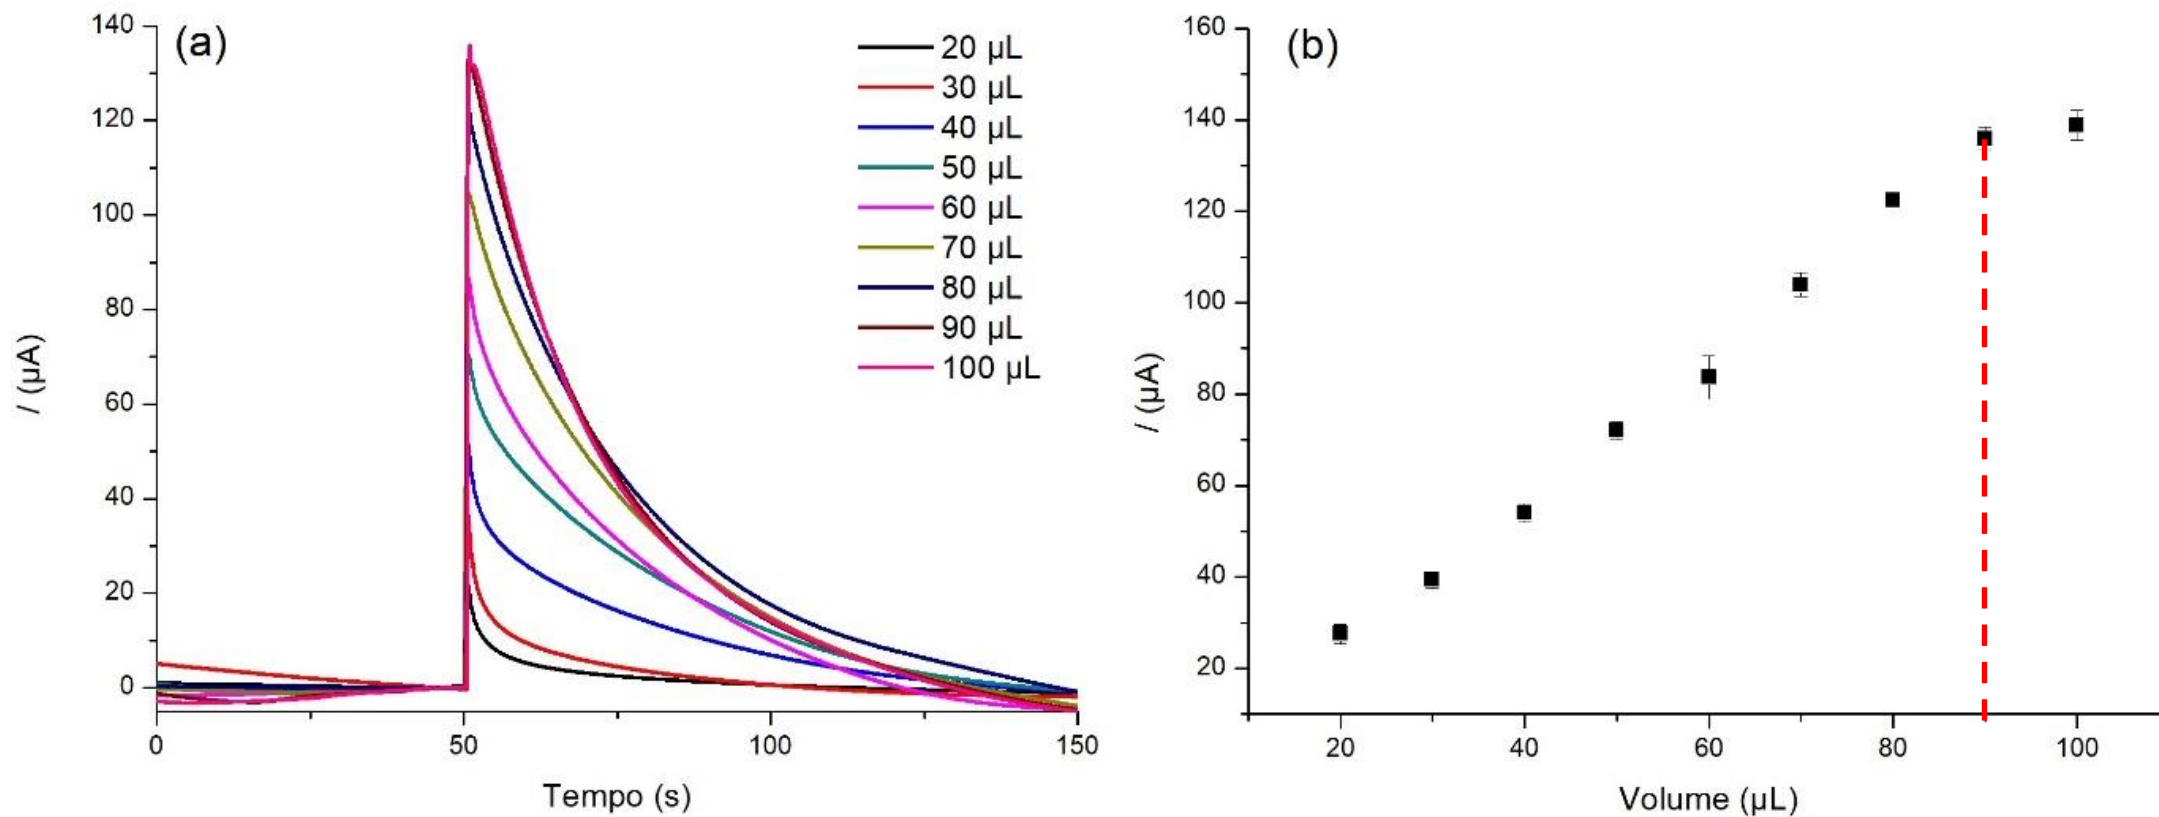 (a)
140
120
100
80
60
40
20
0
I (µA)
0 50 100 150
Tempo (s)
20 µL
30 µL
40 µL
50 µL
60 µL
70 µL
80 µL
90 µL
100 µL
(b)
160
140
120
100
80
60
40
20
I (µA)
20 40 60 80 100
Volume (µL)